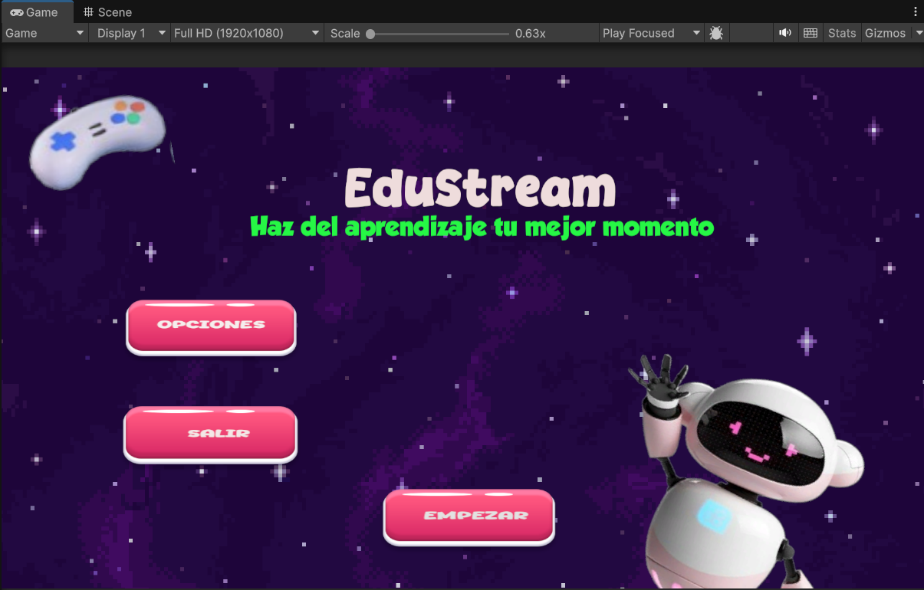 Game
Scene
Game
Display 1
Full HD (1920x1080)
Scale
0.63x
Play Focused
Stats
Gizmos
EduStream
Haz del aprendizaje tu mejor momento
OPCIONES
SALIR
EMPEZAR